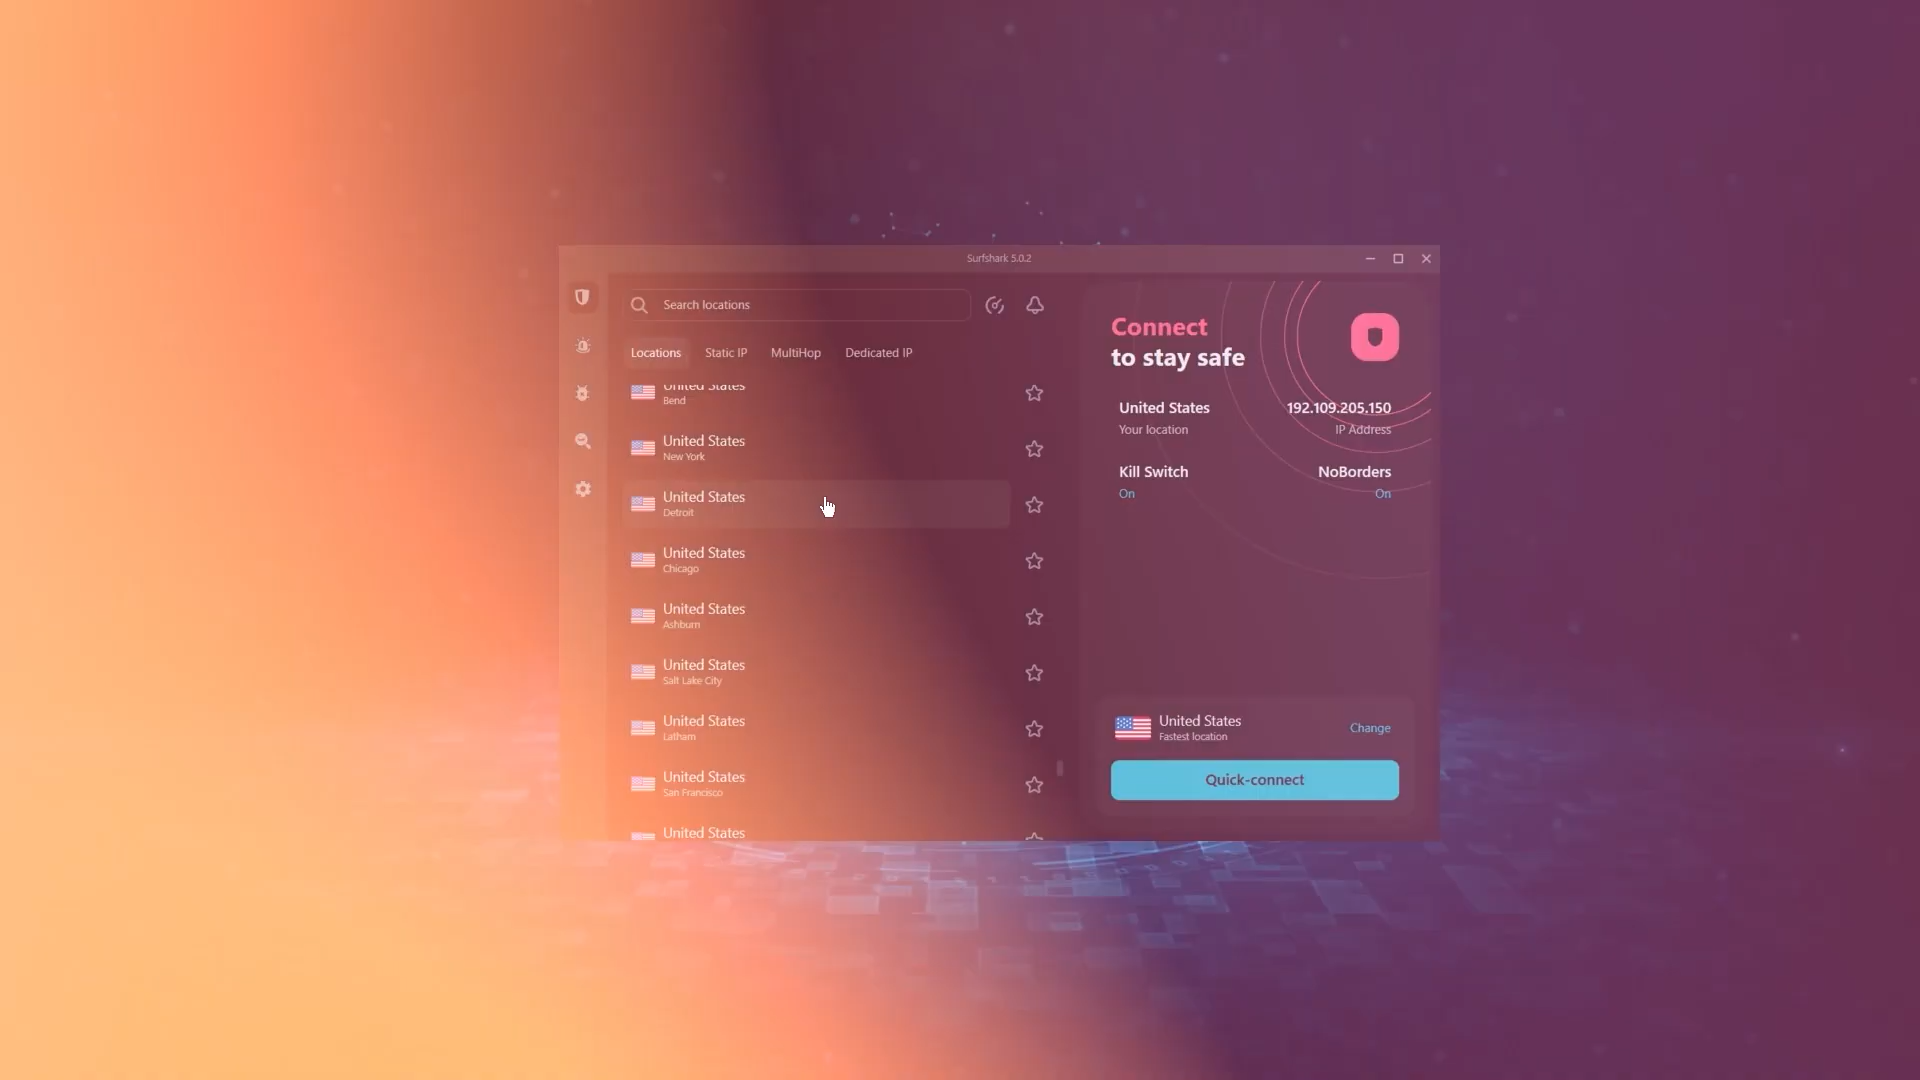 Surfshark 5.0.2
Search locations
Locations
Static IP
MultiHop
Dedicated IP
United States
Bend
United States
New York
United States
Detroit
United States
Chicago
United States
Ashburn
United States
Salt Lake City
United States
Latham
United States
San Francisco
United States
Connect
to stay safe
United States
192.109.205.150
Your location
IP Address
Kill Switch
NoBorders
On
On
United States
Fastest location
Change
Quick-connect